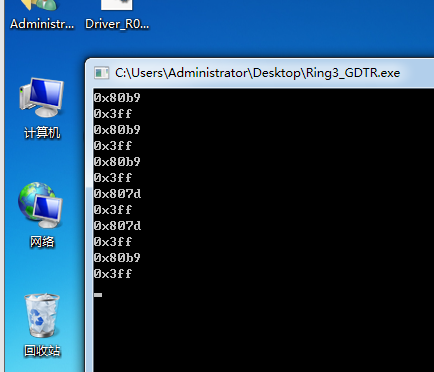 Administr...
Driver_R0...
C:\Users\Administrator\Desktop\Ring3_GDTR.exe
0x80b9
0x3ff
0x80b9
0x3ff
0x80b9
0x3ff
0x807d
0x3ff
0x807d
0x3ff
0x80b9
0x3ff
计算机
网络
回收站